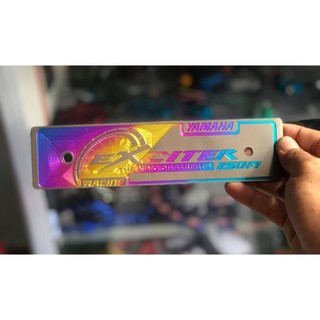 YAMAHA
EXCITER
150FI
RACING